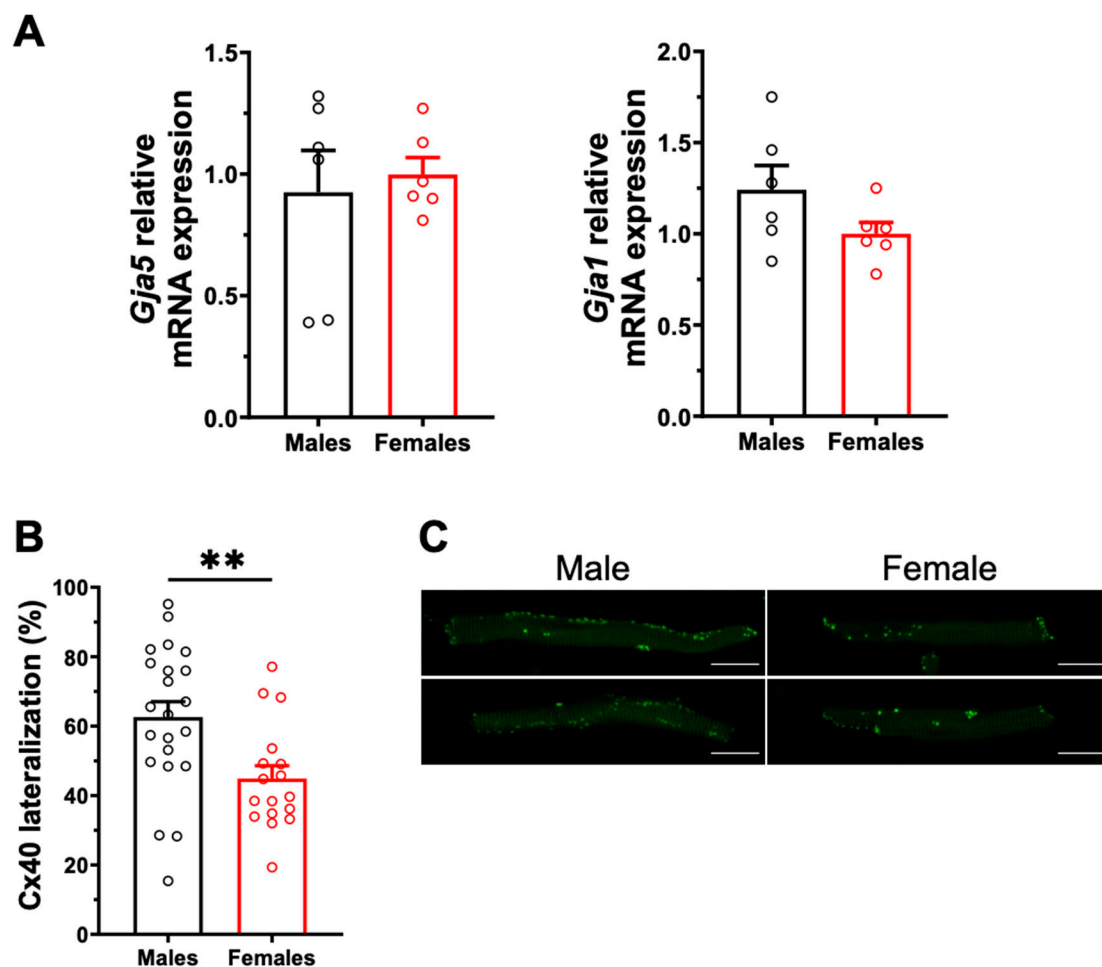 A
Gja5 relative
mRNA expression
1.5
1.0
0.5
0.0
Males Females
Gja1 relative
mRNA expression
2.0
1.5
1.0
0.5
0.0
Males Females
B
**
Cx40 lateralization (%)
100
80
60
40
20
0
Males Females
C
Male Female